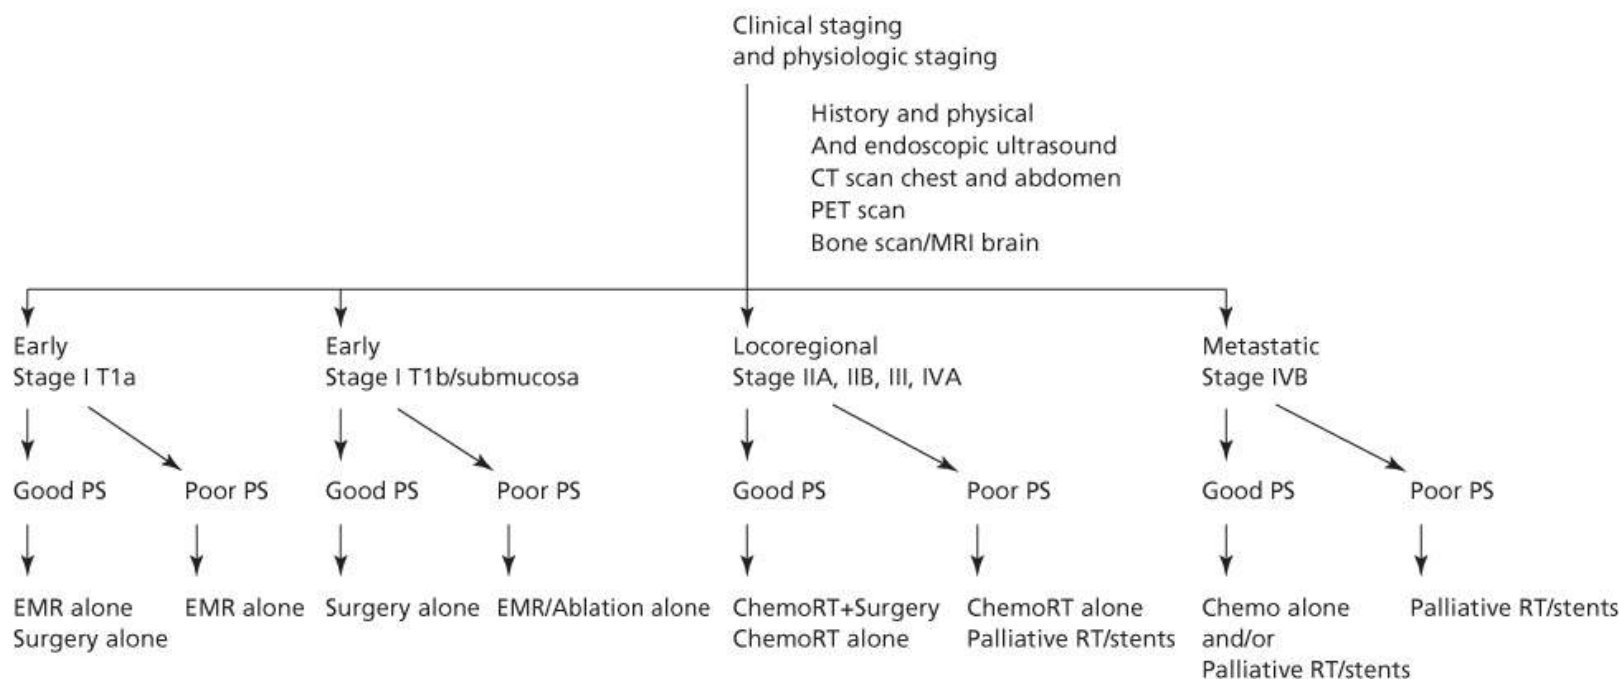 Clinical staging
and physiologic staging
History and physical
And endoscopic ultrasound
CT scan chest and abdomen
PET scan
Bone scan/MRI brain
Early
Stage I T1a
Early
Stage I T1b/submucosa
Locoregional
Stage IIA, IIB, III, IVA
Metastatic
Stage IVB
Good PS
Poor PS
Good PS
Poor PS
Good PS
Poor PS
Good PS
Poor PS
EMR alone
Surgery alone
EMR alone
Surgery alone
EMR/Ablation alone
ChemoRT+Surgery
ChemoRT alone
ChemoRT alone
Palliative RT/stents
Chemo alone
and/or
Palliative RT/stents
Palliative RT/stents